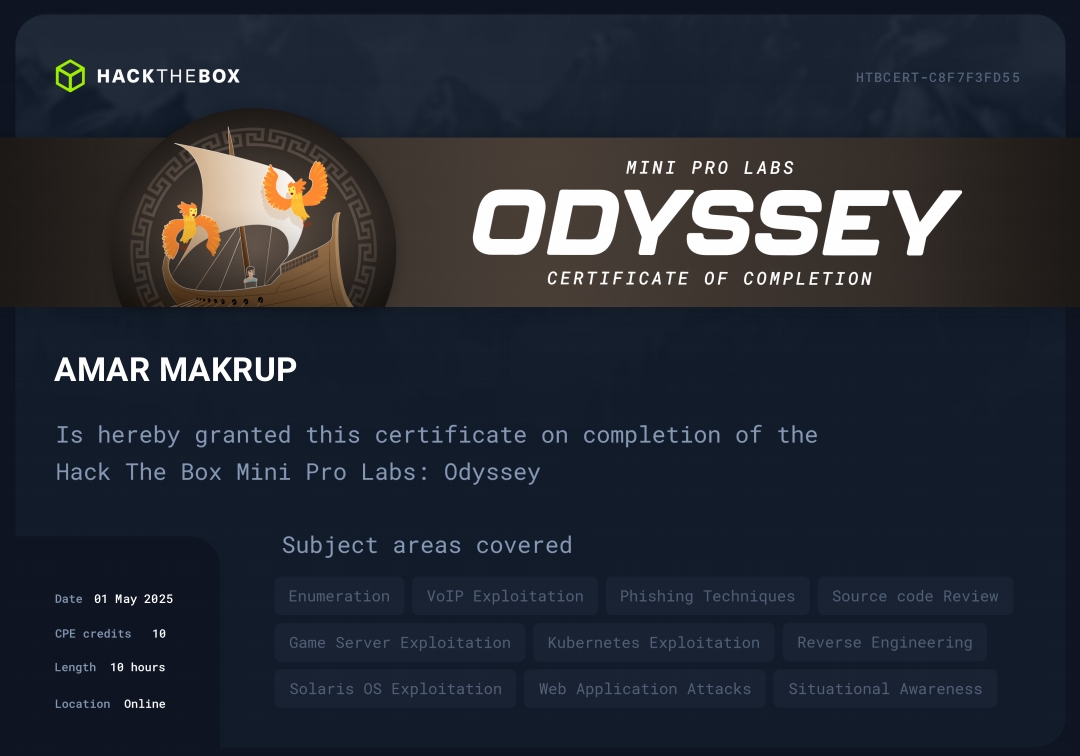 HACKTHEBOX
HTBCERT-C8F7F3FD55
MINI PRO LABS
ODYSSEY
CERTIFICATE OF COMPLETION
AMAR MAKRUP
Is hereby granted this certificate on completion of the
Hack The Box Mini Pro Labs: Odyssey
Subject areas covered
Enumeration VoIP Exploitation Phishing Techniques Source code Review
Game Server Exploitation Kubernetes Exploitation Reverse Engineering
Solaris OS Exploitation Web Application Attacks Situational Awareness
Date 01 May 2025
CPE credits 10
Length 10 hours
Location Online